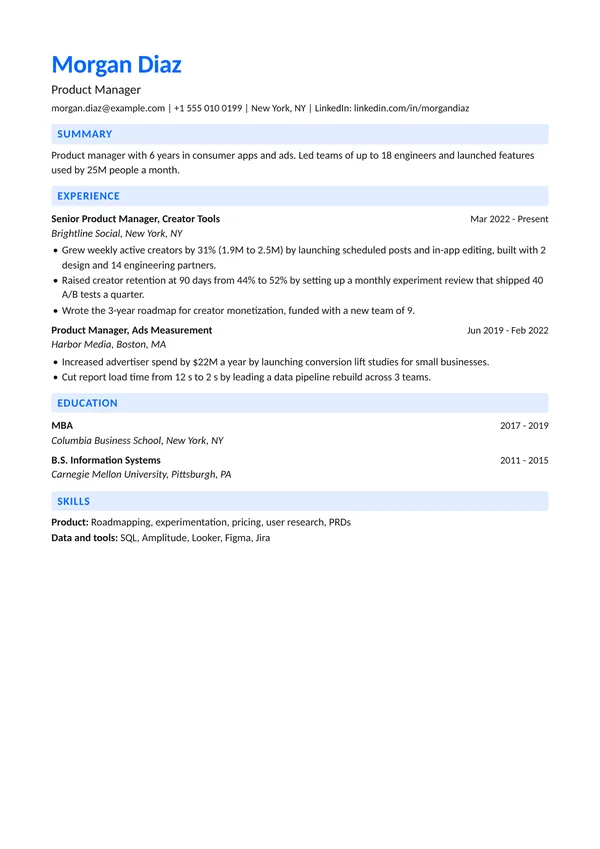 Morgan Diaz
Product Manager
morgan.diaz@example.com | +1 555 010 0199 | New York, NY | LinkedIn: linkedin.com/in/morgandiaz
SUMMARY
Product manager with 6 years in consumer apps and ads. Led teams of up to 18 engineers and launched features
used by 25M people a month.
EXPERIENCE
Senior Product Manager, Creator Tools Mar 2022 - Present
Brightline Social, New York, NY
• Grew weekly active creators by 31% (1.9M to 2.5M) by launching scheduled posts and in-app editing, built with 2
design and 14 engineering partners.
• Raised creator retention at 90 days from 44% to 52% by setting up a monthly experiment review that shipped 40
A/B tests a quarter.
• Wrote the 3-year roadmap for creator monetization, funded with a new team of 9.
Product Manager, Ads Measurement Jun 2019 - Feb 2022
Harbor Media, Boston, MA
• Increased advertiser spend by $22M a year by launching conversion lift studies for small businesses.
• Cut report load time from 12 s to 2 s by leading a data pipeline rebuild across 3 teams.
EDUCATION
MBA 2017 - 2019
Columbia Business School, New York, NY
B.S. Information Systems 2011 - 2015
Carnegie Mellon University, Pittsburgh, PA
SKILLS
Product: Roadmapping, experimentation, pricing, user research, PRDs
Data and tools: SQL, Amplitude, Looker, Figma, Jira